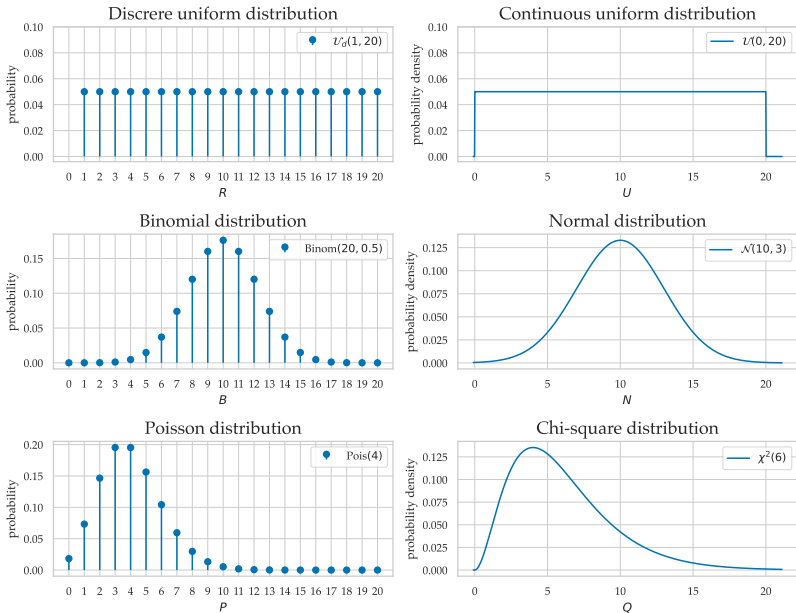 Discrere uniform distribution
probability
0.10
0.08
0.06
0.04
0.02
0.00
𝒰d(1, 20)
0 1 2 3 4 5 6 7 8 9 10 11 12 13 14 15 16 17 18 19 20
R
Continuous uniform distribution
probability density
0.10
0.08
0.06
0.04
0.02
0.00
𝒰(0, 20)
0 5 10 15 20
U
Binomial distribution
probability
0.15
0.10
0.05
0.00
Binom(20, 0.5)
0 1 2 3 4 5 6 7 8 9 10 11 12 13 14 15 16 17 18 19 20
B
Normal distribution
probability density
0.125
0.100
0.075
0.050
0.025
0.000
𝒩(10, 3)
0 5 10 15 20
N
Poisson distribution
probability
0.20
0.15
0.10
0.05
0.00
Pois(4)
0 1 2 3 4 5 6 7 8 9 10 11 12 13 14 15 16 17 18 19 20
P
Chi-square distribution
probability density
0.125
0.100
0.075
0.050
0.025
0.000
χ²(6)
0 5 10 15 20
Q